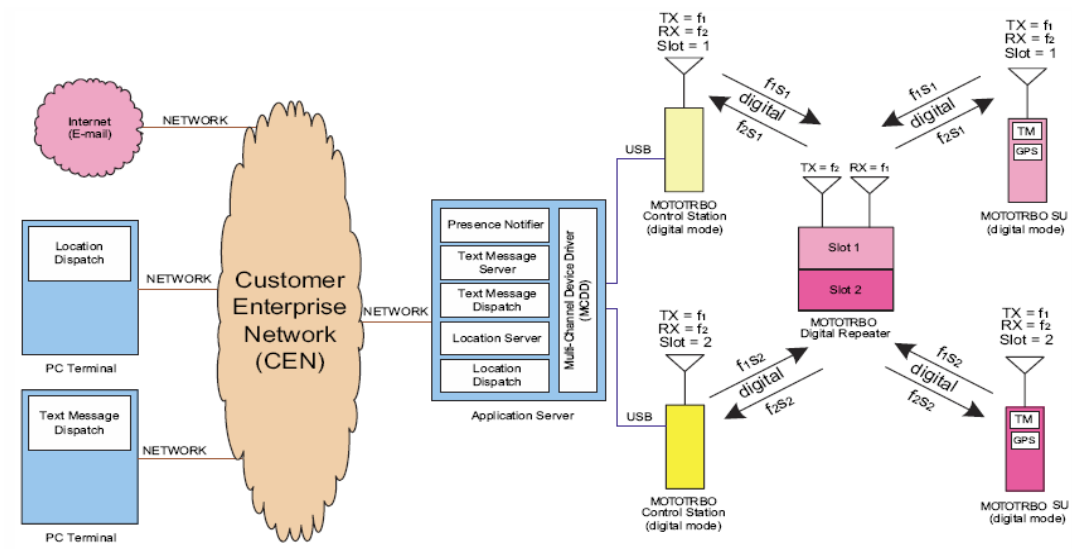 Internet
(E-mail)
NETWORK
Location
Dispatch
PC Terminal
NETWORK
Text Message
Dispatch
PC Terminal
NETWORK
Customer
Enterprise
Network
(CEN)
NETWORK
Presence Notifier
Text Message
Server
Text Message
Dispatch
Location Server
Location
Dispatch
Multi-Channel Device Driver
(MCDD)
Application Server
USB
USB
TX = f₁
RX = f₂
Slot = 1
MOTOTRBO
Control Station
(digital mode)
f₁s₁
digital
f₂s₁
TX = f₁
RX = f₂
Slot = 2
MOTOTRBO
Control Station
(digital mode)
f₁s₂
digital
f₂s₂
TX = f₂ RX = f₁
Slot 1
Slot 2
MOTOTRBO
Digital Repeater
f₁s₁
digital
f₂s₁
TX = f₁
RX = f₂
Slot = 1
TM
GPS
MOTOTRBO SU
(digital mode)
f₁s₂
digital
f₂s₂
TX = f₁
RX = f₂
Slot = 2
TM
GPS
MOTOTRBO SU
(digital mode)